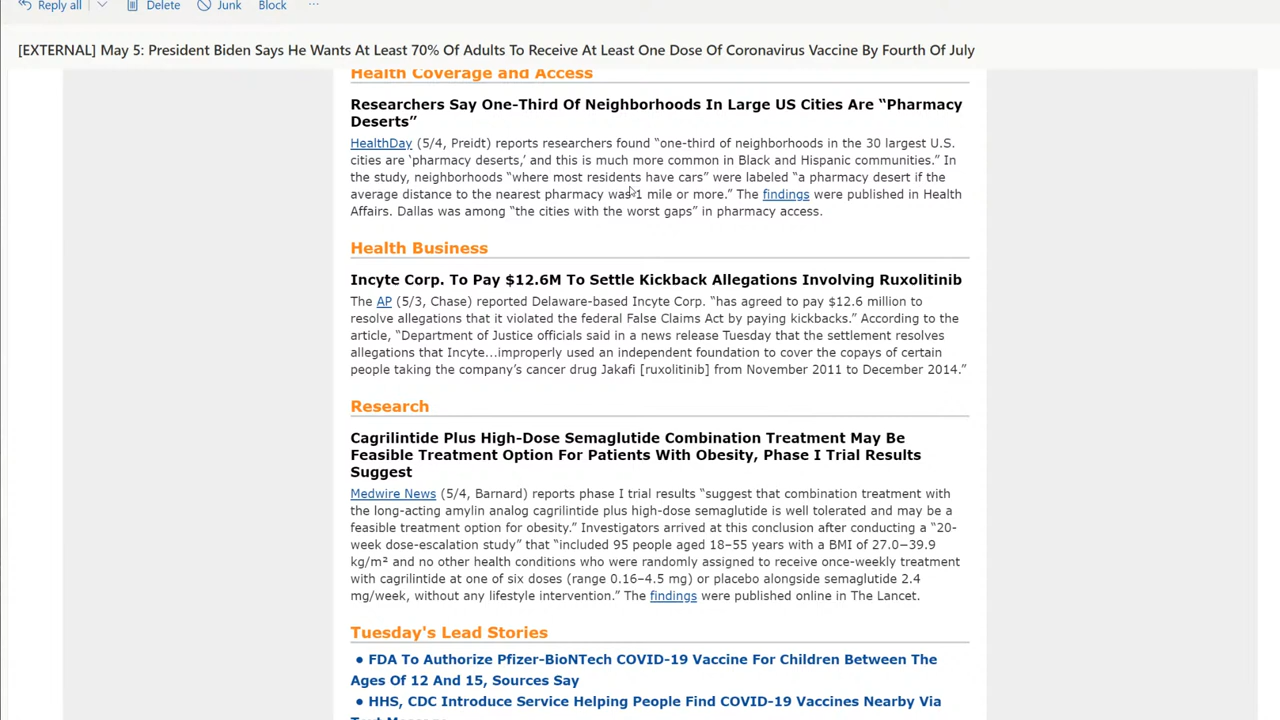 Reply all Delete Junk Block ...
[EXTERNAL] May 5: President Biden Says He Wants At Least 70% Of Adults To Receive At Least One Dose Of Coronavirus Vaccine By Fourth Of July
Health Coverage and Access
Researchers Say One-Third Of Neighborhoods In Large US Cities Are “Pharmacy
Deserts”
HealthDay (5/4, Preidt) reports researchers found “one-third of neighborhoods in the 30 largest U.S.
cities are ‘pharmacy deserts,’ and this is much more common in Black and Hispanic communities.” In
the study, neighborhoods “where most residents have cars” were labeled “a pharmacy desert if the
average distance to the nearest pharmacy was 1 mile or more.” The findings were published in Health
Affairs. Dallas was among “the cities with the worst gaps” in pharmacy access.
Health Business
Incyte Corp. To Pay $12.6M To Settle Kickback Allegations Involving Ruxolitinib
The AP (5/3, Chase) reported Delaware-based Incyte Corp. “has agreed to pay $12.6 million to
resolve allegations that it violated the federal False Claims Act by paying kickbacks.” According to the
article, “Department of Justice officials said in a news release Tuesday that the settlement resolves
allegations that Incyte…improperly used an independent foundation to cover the copays of certain
people taking the company’s cancer drug Jakafi [ruxolitinib] from November 2011 to December 2014.”
Research
Cagrilintide Plus High-Dose Semaglutide Combination Treatment May Be
Feasible Treatment Option For Patients With Obesity, Phase I Trial Results
Suggest
Medwire News (5/4, Barnard) reports phase I trial results “suggest that combination treatment with
the long-acting amylin analog cagrilintide plus high-dose semaglutide is well tolerated and may be a
feasible treatment option for obesity.” Investigators arrived at this conclusion after conducting a “20-
week dose-escalation study” that “included 95 people aged 18–55 years with a BMI of 27.0−39.9
kg/m² and no other health conditions who were randomly assigned to receive once-weekly treatment
with cagrilintide at one of six doses (range 0.16–4.5 mg) or placebo alongside semaglutide 2.4
mg/week, without any lifestyle intervention.” The findings were published online in The Lancet.
Tuesday's Lead Stories
● FDA To Authorize Pfizer-BioNTech COVID-19 Vaccine For Children Between The
Ages Of 12 And 15, Sources Say
● HHS, CDC Introduce Service Helping People Find COVID-19 Vaccines Nearby Via
Text Message